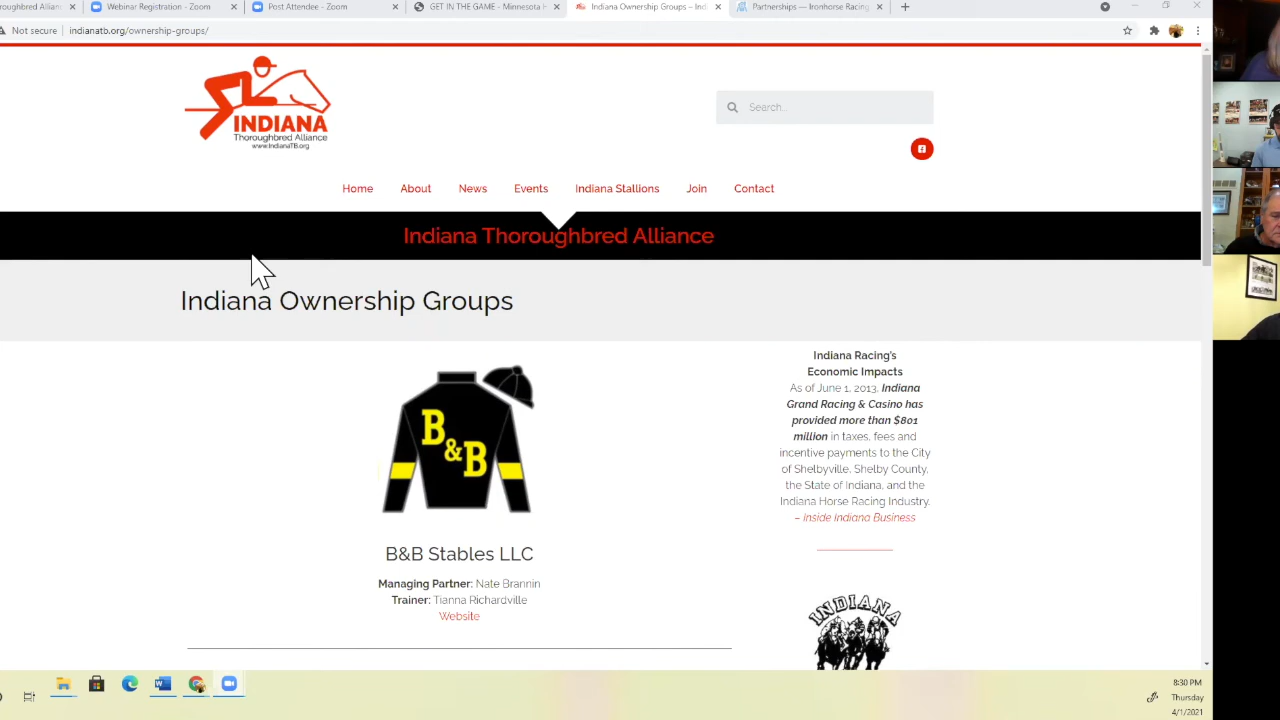 oroughbred Allian
Webinar Registration - Zoom
Post Attendee - Zoom
GET IN THE GAME - Minnesota H
Indiana Ownership Groups – Indi
Partnerships — Ironhorse Racing
Not secure
indianatb.org/ownership-groups/
INDIANA
Thoroughbred Alliance
www.IndianaTB.org
Search...
Home
About
News
Events
Indiana Stallions
Join
Contact
Indiana Thoroughbred Alliance
Indiana Ownership Groups
B&B
B&B Stables LLC
Managing Partner: Nate Brannin
Trainer: Tianna Richardville
Website
Indiana Racing's
Economic Impacts
As of June 1, 2013, Indiana
Grand Racing & Casino has
provided more than $801
million in taxes, fees and
incentive payments to the City
of Shelbyville, Shelby County,
the State of Indiana, and the
Indiana Horse Racing Industry.
– Inside Indiana Business
INDIANA
8:30 PM
Thursday
4/1/2021